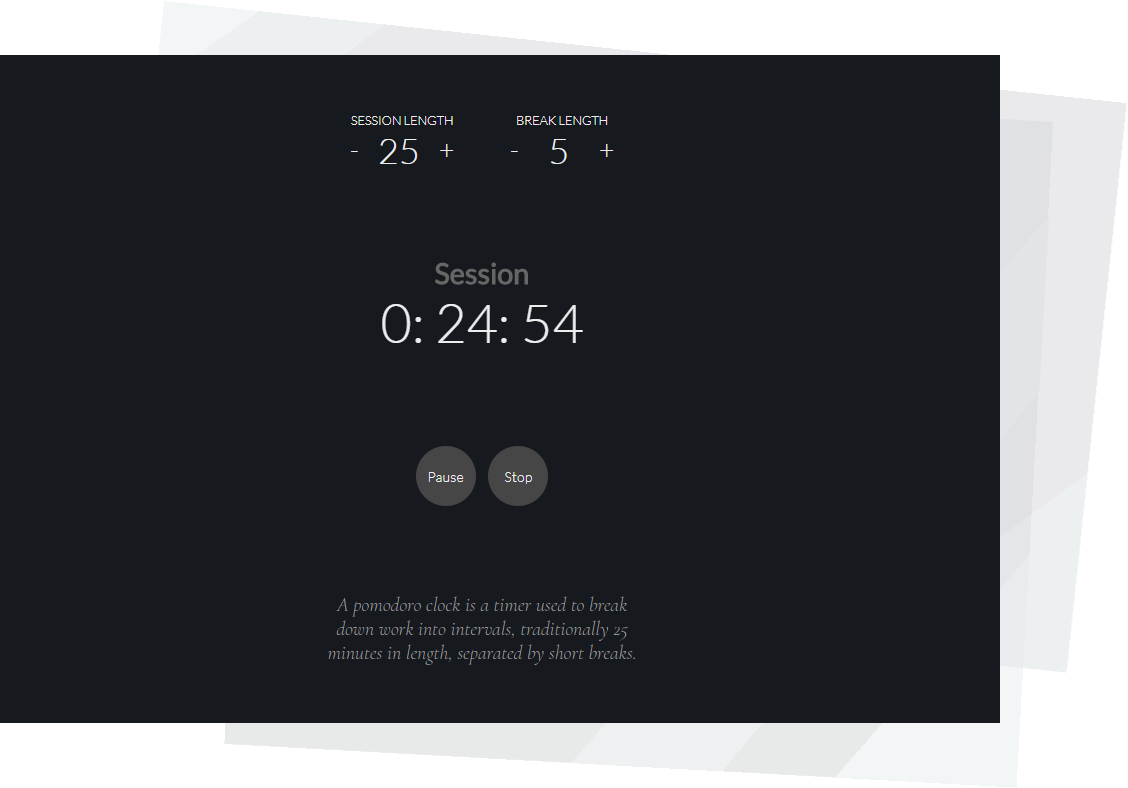 SESSION LENGTH BREAK LENGTH
- 25 + - 5 +
Session
0: 24: 54
Pause Stop
A pomodoro clock is a timer used to break
down work into intervals, traditionally 25
minutes in length, separated by short breaks.